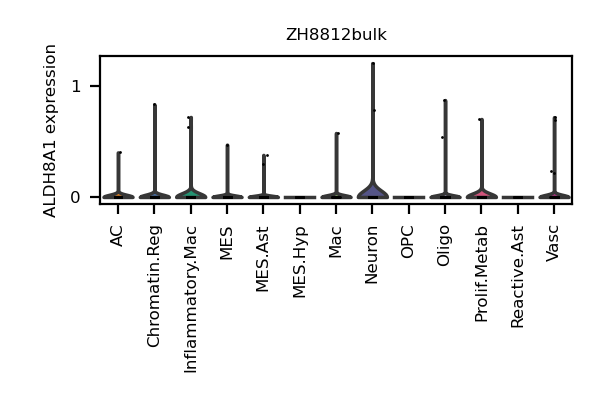 ZH8812bulk
ALDH8A1 expression
1
0
AC
Chromatin.Reg
Inflammatory.Mac
MES
MES.Ast
MES.Hyp
Mac
Neuron
OPC
Oligo
Prolif.Metab
Reactive.Ast
Vasc